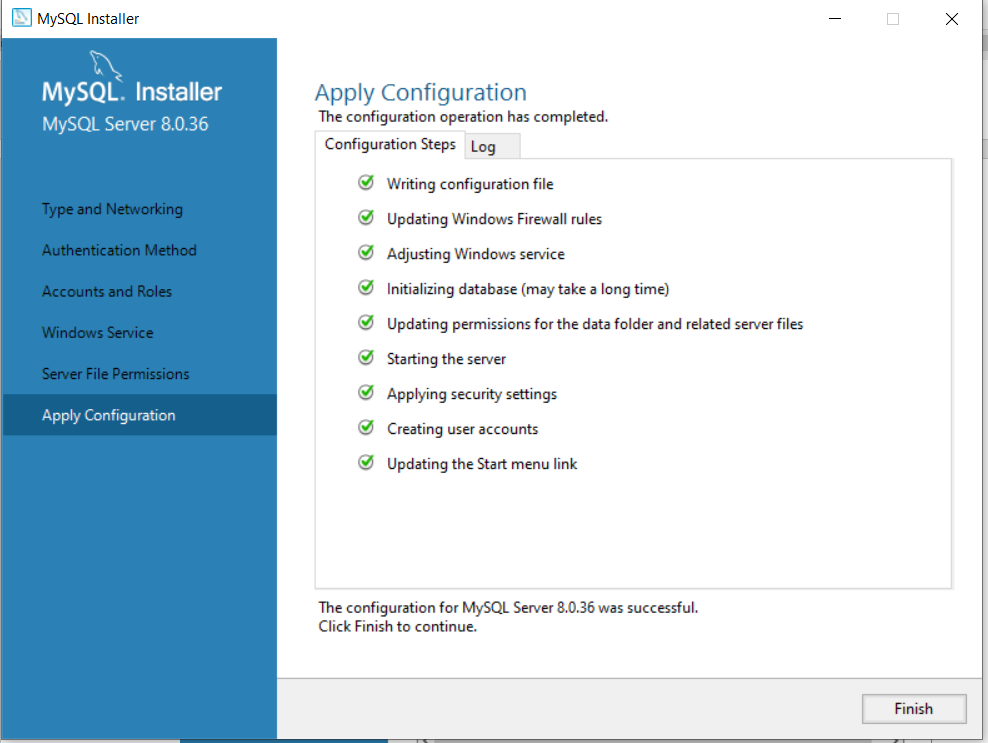 MySQL Installer
MySQL. Installer
MySQL Server 8.0.36
Type and Networking
Authentication Method
Accounts and Roles
Windows Service
Server File Permissions
Apply Configuration
Apply Configuration
The configuration operation has completed.
Configuration Steps
Log
Writing configuration file
Updating Windows Firewall rules
Adjusting Windows service
Initializing database (may take a long time)
Updating permissions for the data folder and related server files
Starting the server
Applying security settings
Creating user accounts
Updating the Start menu link
The configuration for MySQL Server 8.0.36 was successful.
Click Finish to continue.
Finish